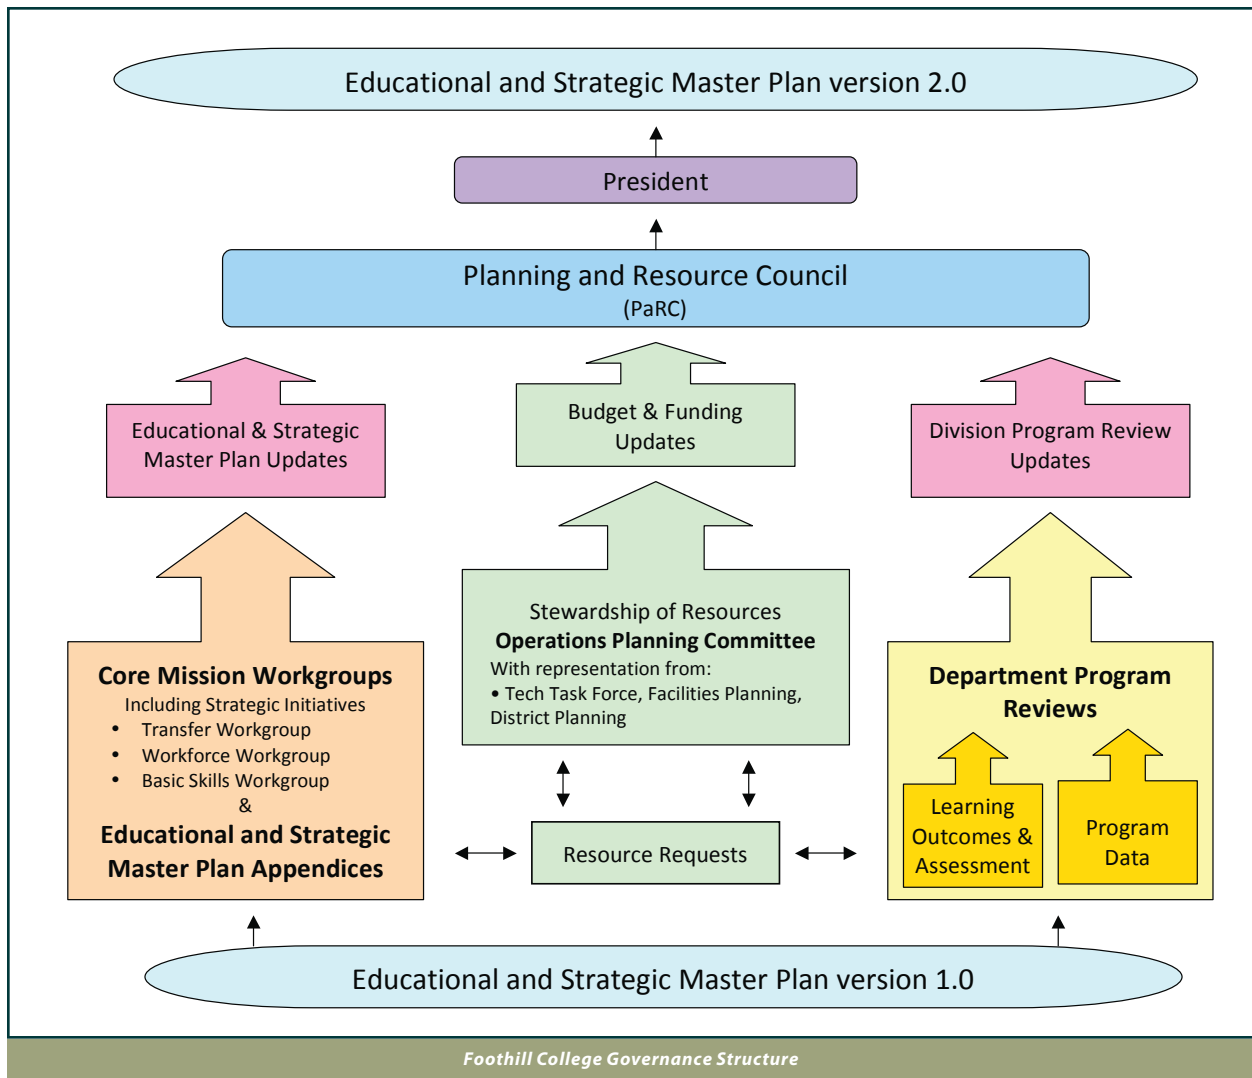 Educational and Strategic Master Plan version 2.0
President
Planning and Resource Council
(PaRC)
Educational & Strategic
Master Plan Updates
Budget & Funding
Updates
Division Program Review
Updates
Core Mission Workgroups
Including Strategic Initiatives
• Transfer Workgroup
• Workforce Workgroup
• Basic Skills Workgroup
&
Educational and Strategic
Master Plan Appendices
Stewardship of Resources
Operations Planning Committee
With representation from:
• Tech Task Force, Facilities Planning,
District Planning
Resource Requests
Department Program
Reviews
Learning
Outcomes &
Assessment
Program
Data
Educational and Strategic Master Plan version 1.0
Foothill College Governance Structure